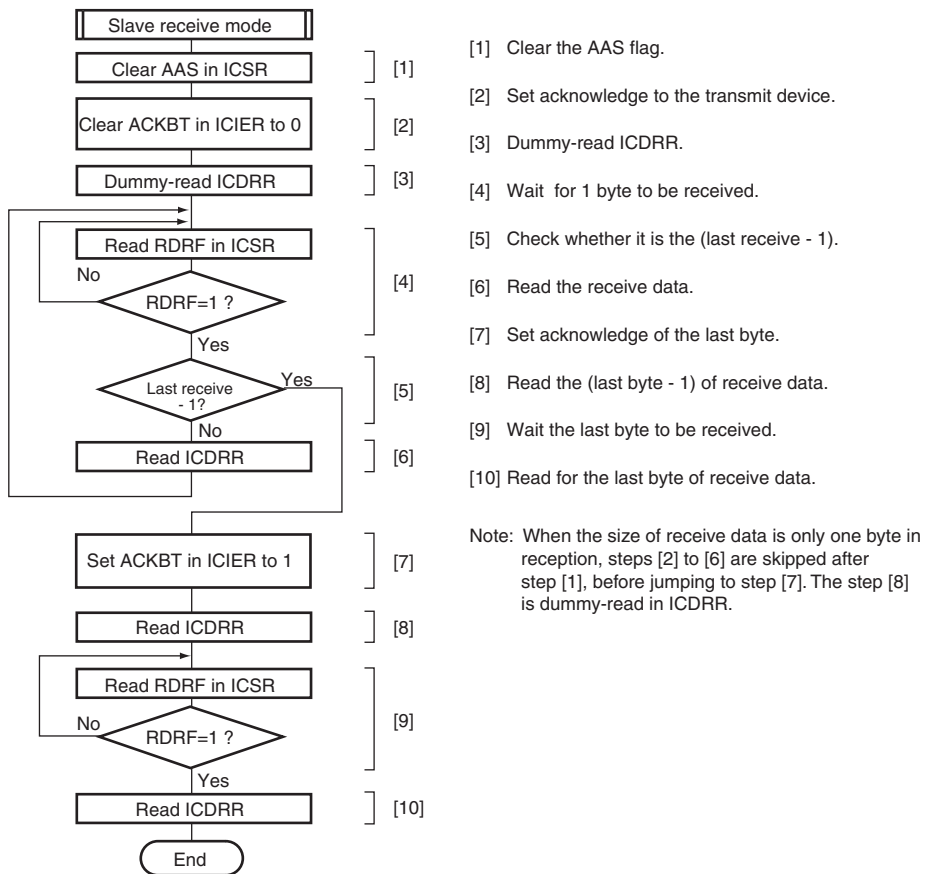 Slave receive mode
Clear AAS in ICSR
[1]
Clear ACKBT in ICIER to 0
[2]
Dummy-read ICDRR
[3]
Read RDRF in ICSR
No
RDRF=1 ?
[4]
Yes
Last receive
- 1?
Yes
[5]
No
Read ICDRR
[6]
Set ACKBT in ICIER to 1
[7]
Read ICDRR
[8]
Read RDRF in ICSR
No
RDRF=1 ?
[9]
Yes
Read ICDRR
[10]
End
[1] Clear the AAS flag.
[2] Set acknowledge to the transmit device.
[3] Dummy-read ICDRR.
[4] Wait for 1 byte to be received.
[5] Check whether it is the (last receive - 1).
[6] Read the receive data.
[7] Set acknowledge of the last byte.
[8] Read the (last byte - 1) of receive data.
[9] Wait the last byte to be received.
[10] Read for the last byte of receive data.
Note: When the size of receive data is only one byte in
reception, steps [2] to [6] are skipped after
step [1], before jumping to step [7]. The step [8]
is dummy-read in ICDRR.